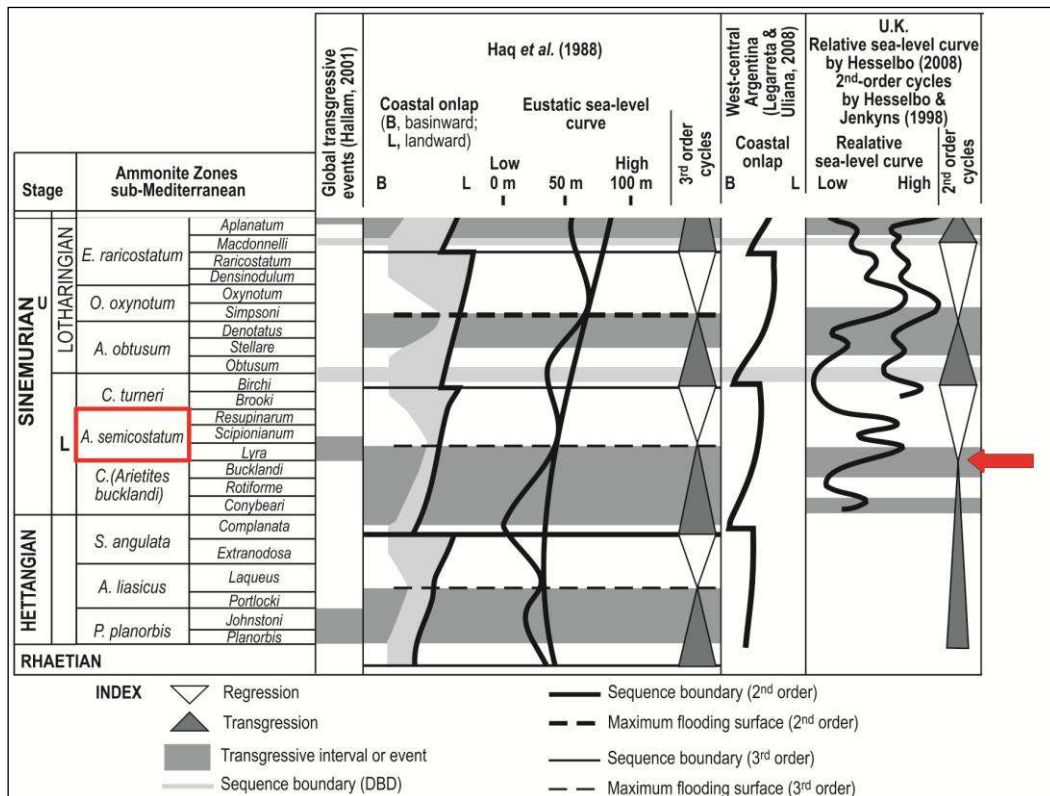 Global transgressive
events (Hallam, 2001)
Haq et al. (1988)
Coastal onlap
(B, basinward;
L, landward)
B
L
Eustatic sea-level
curve
Low
High
0 m
50 m
100 m
3rd order
cycles
West-central
Argentina
(Legarreta &
Uliana, 2008)
Coastal
onlap
B
L
U.K.
Relative sea-level curve
by Hesselbo (2008)
2nd-order cycles
by Hesselbo &
Jenkyns (1998)
Realative
sea-level curve
Low
High
2nd order
cycles
Stage
Ammonite Zones
sub-Mediterranean
SINEMURIAN
U
LOTHARINGIAN
L
E. raricostatum
Aplanatum
Macdonnelli
Raricostatum
Densinodulum
O. oxynotum
Oxynotum
Simpsoni
A. obtusum
Denotatus
Stellare
Obtusum
C. turneri
Birchi
Brooki
A. semicostatum
Resupinarum
Scipionianum
Lyra
C.(Arietites
bucklandi)
Bucklandi
Rotiforme
Conybeari
HETTANGIAN
S. angulata
Complanata
Extranodosa
A. liasicus
Laqueus
Portlocki
P. planorbis
Johnstoni
Planorbis
RHAETIAN
INDEX
Regression
Transgression
Transgressive interval or event
Sequence boundary (DBD)
Sequence boundary (2nd order)
Maximum flooding surface (2nd order)
Sequence boundary (3rd order)
Maximum flooding surface (3rd order)